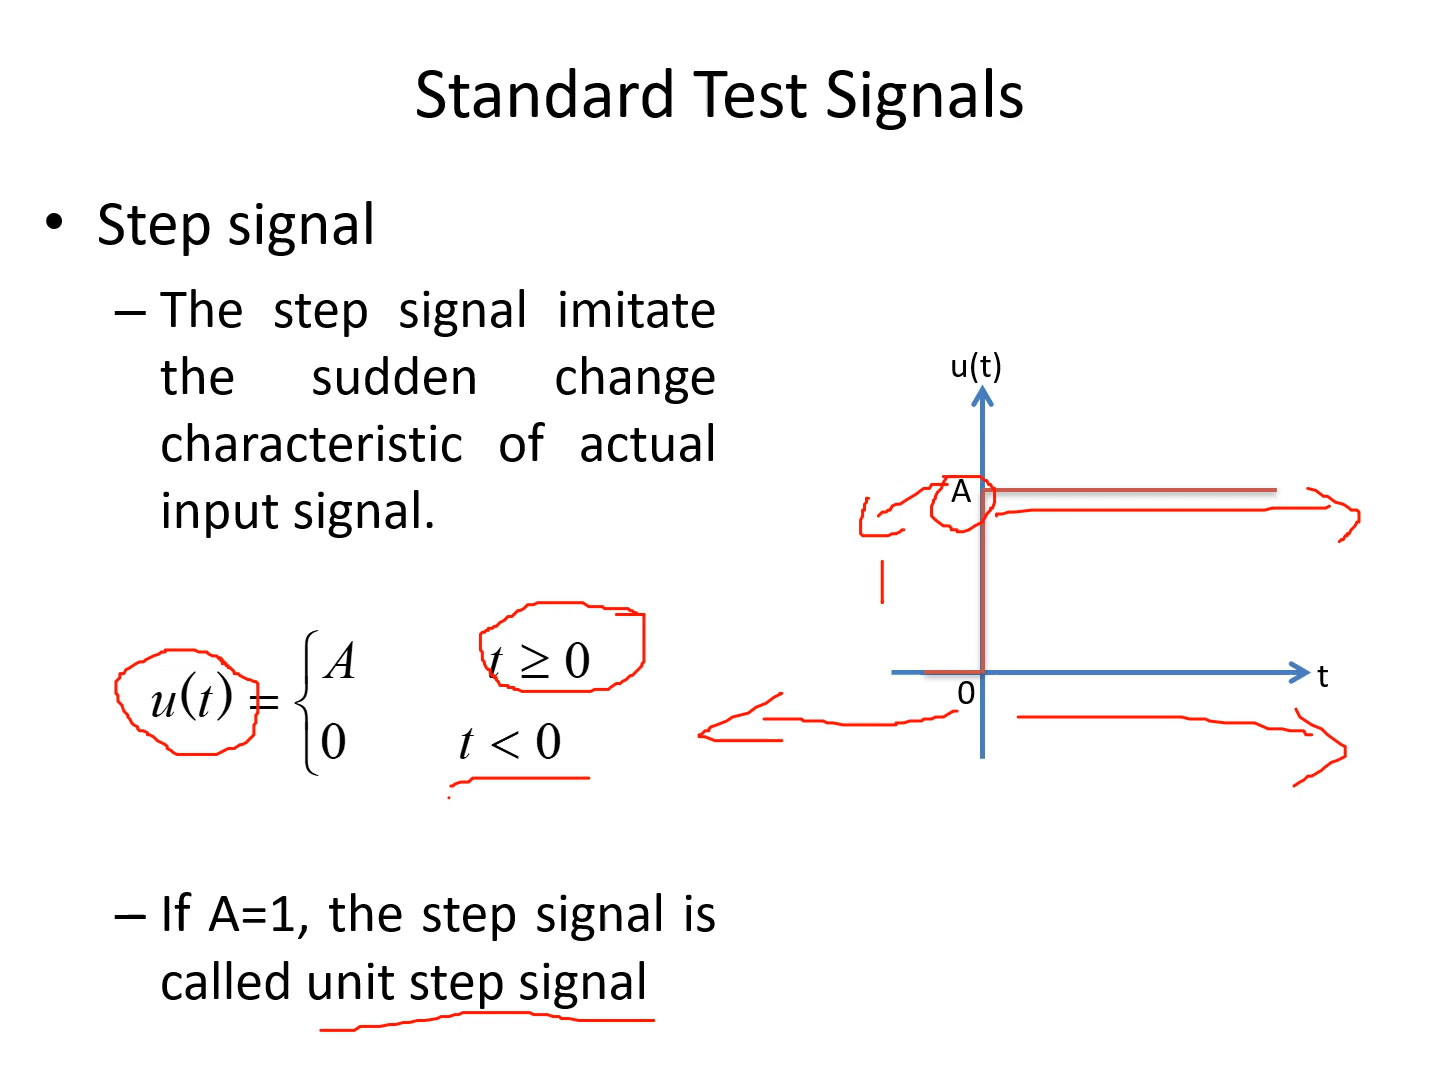 Standard Test Signals
• Step signal
– The step signal imitate
the sudden change
characteristic of actual
input signal.
u(t)
A
0
t
1
u(t) = { A t ≥ 0
0 t < 0
– If A=1, the step signal is
called unit step signal